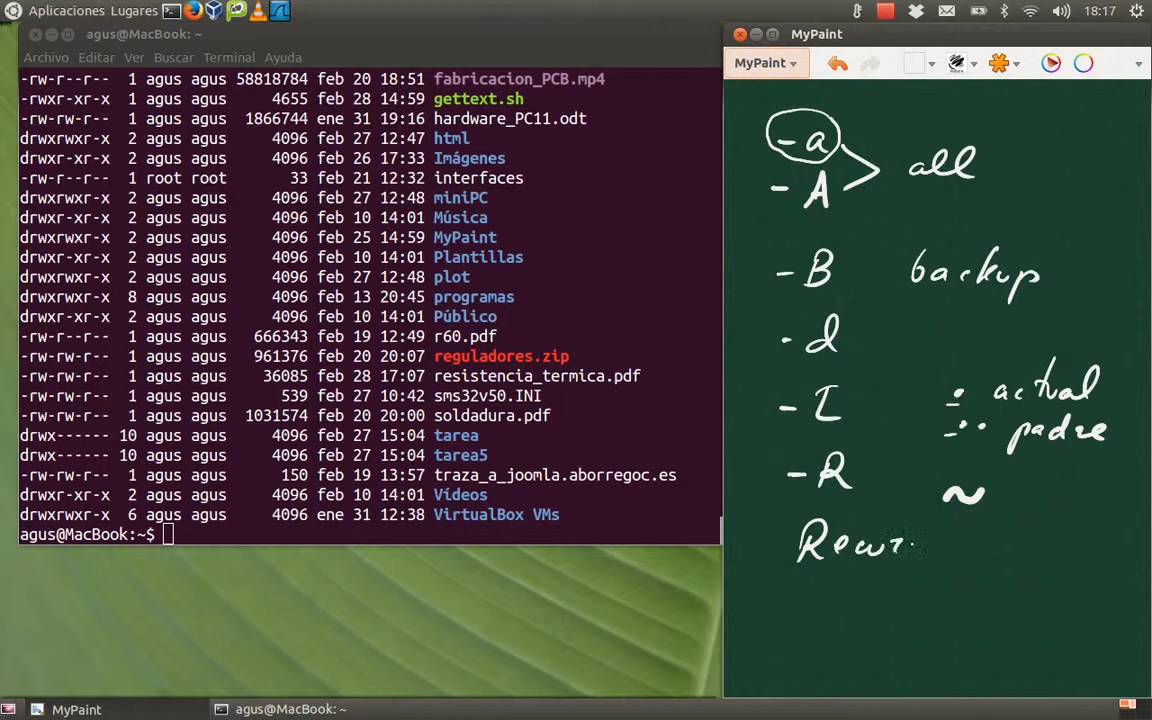 Aplicaciones Lugares 18:17
agus@MacBook: ~
Archivo Editar Ver Buscar Terminal Ayuda
-rw-r--r-- 1 agus agus 58818784 feb 20 18:51 fabricacion_PCB.mp4
-rwxr-xr-x 1 agus agus 4655 feb 28 14:59 gettext.sh
-rw-r--r-- 1 agus agus 1866744 ene 31 19:16 hardware_PC11.odt
drwxrwxr-x 2 agus agus 4096 feb 27 12:47 html
drwxr-xr-x 2 agus agus 4096 feb 26 17:33 Imágenes
-rw-r--r-- 1 root root 33 feb 21 12:32 interfaces
drwxrwxr-x 2 agus agus 4096 feb 27 12:48 miniPC
drwxr-xr-x 2 agus agus 4096 feb 10 14:01 Música
drwxrwxr-x 2 agus agus 4096 feb 25 14:59 MyPaint
drwxr-xr-x 2 agus agus 4096 feb 10 14:01 Plantillas
drwxrwxr-x 2 agus agus 4096 feb 27 12:48 plot
drwxrwxr-x 8 agus agus 4096 feb 13 20:45 programas
drwxr-xr-x 2 agus agus 4096 feb 10 14:01 Público
-rw-r--r-- 1 agus agus 666343 feb 19 12:49 r60.pdf
-rw-rw-r-- 1 agus agus 961376 feb 20 20:07 reguladores.zip
-rw-rw-r-- 1 agus agus 36085 feb 28 17:07 resistencia_termica.pdf
-rw-rw-r-- 1 agus agus 539 feb 27 10:42 sms32v50.INI
-rw-rw-r-- 1 agus agus 1031574 feb 20 20:00 soldadura.pdf
drwx------ 10 agus agus 4096 feb 27 15:04 tarea
drwx------ 10 agus agus 4096 feb 27 15:04 tarea5
-rw-rw-r-- 1 agus agus 150 feb 19 13:57 traza_a_joomla.aborregoc.es
drwxr-xr-x 2 agus agus 4096 feb 10 14:01 Vídeos
drwxrwxr-x 6 agus agus 4096 ene 31 12:38 VirtualBox VMs
agus@MacBook:~$
MyPaint
MyPaint
-a
-A all
-B backup
-d
-I . actual
.. padre
-R ~
Recur
MyPaint agus@MacBook: ~